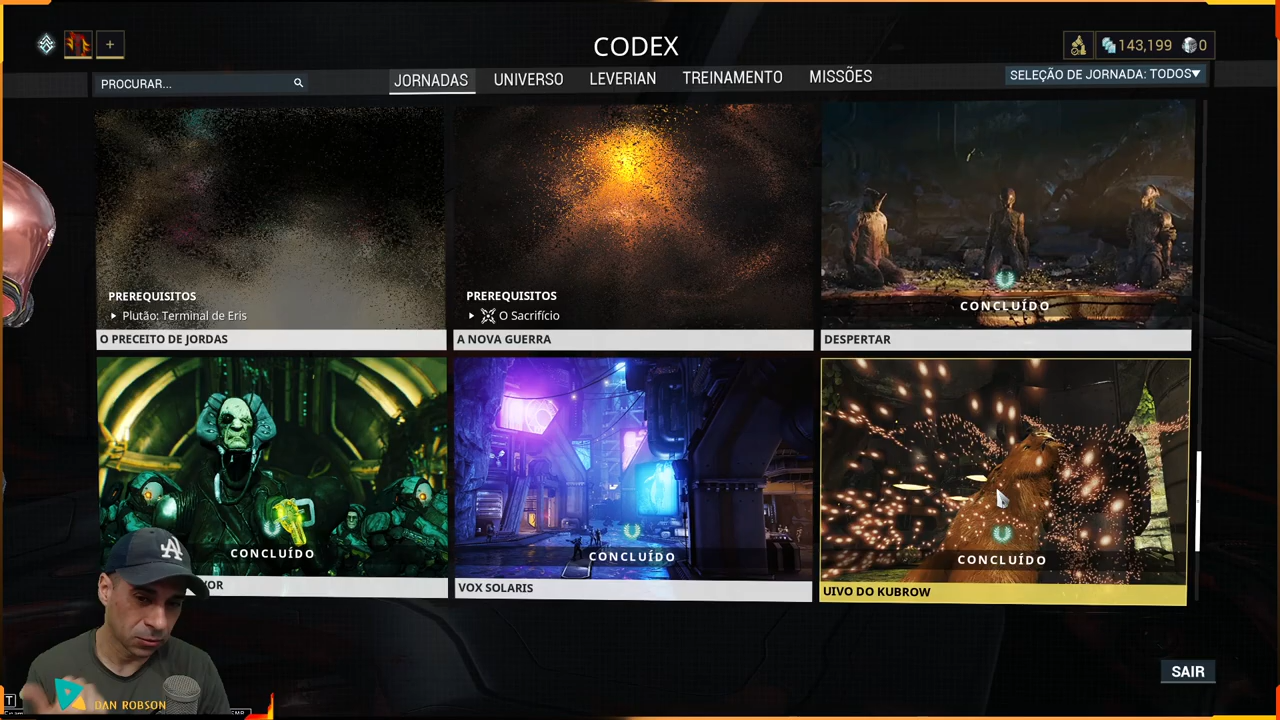 CODEX
143,199
0
PROCURAR...
JORNADAS
UNIVERSO
LEVERIAN
TREINAMENTO
MISSÕES
SELEÇÃO DE JORNADA: TODOS
PREREQUISITOS
Plutão: Terminal de Eris
O PRECEITO DE JORDAS
PREREQUISITOS
O Sacrifício
A NOVA GUERRA
CONCLUÍDO
DESPERTAR
CONCLUÍDO
CONCLUÍDO
VOX SOLARIS
CONCLUÍDO
UIVO DO KUBROW
SAIR
T
DAN ROBSON